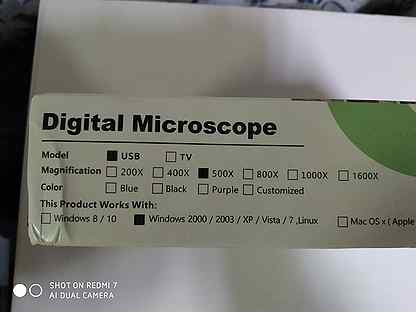 Digital Microscope
Model ■ USB □ TV
Magnification □ 200X □ 400X ■ 500X □ 800X □ 1000X □ 1600X
Color □ Blue □ Black □ Purple □ Customized
This Product Works With:
□ Windows 8 / 10 ■ Windows 2000 / 2003 / XP / Vista / 7 ,Linux □ Mac OS x ( Apple
SHOT ON REDMI 7
AI DUAL CAMERA